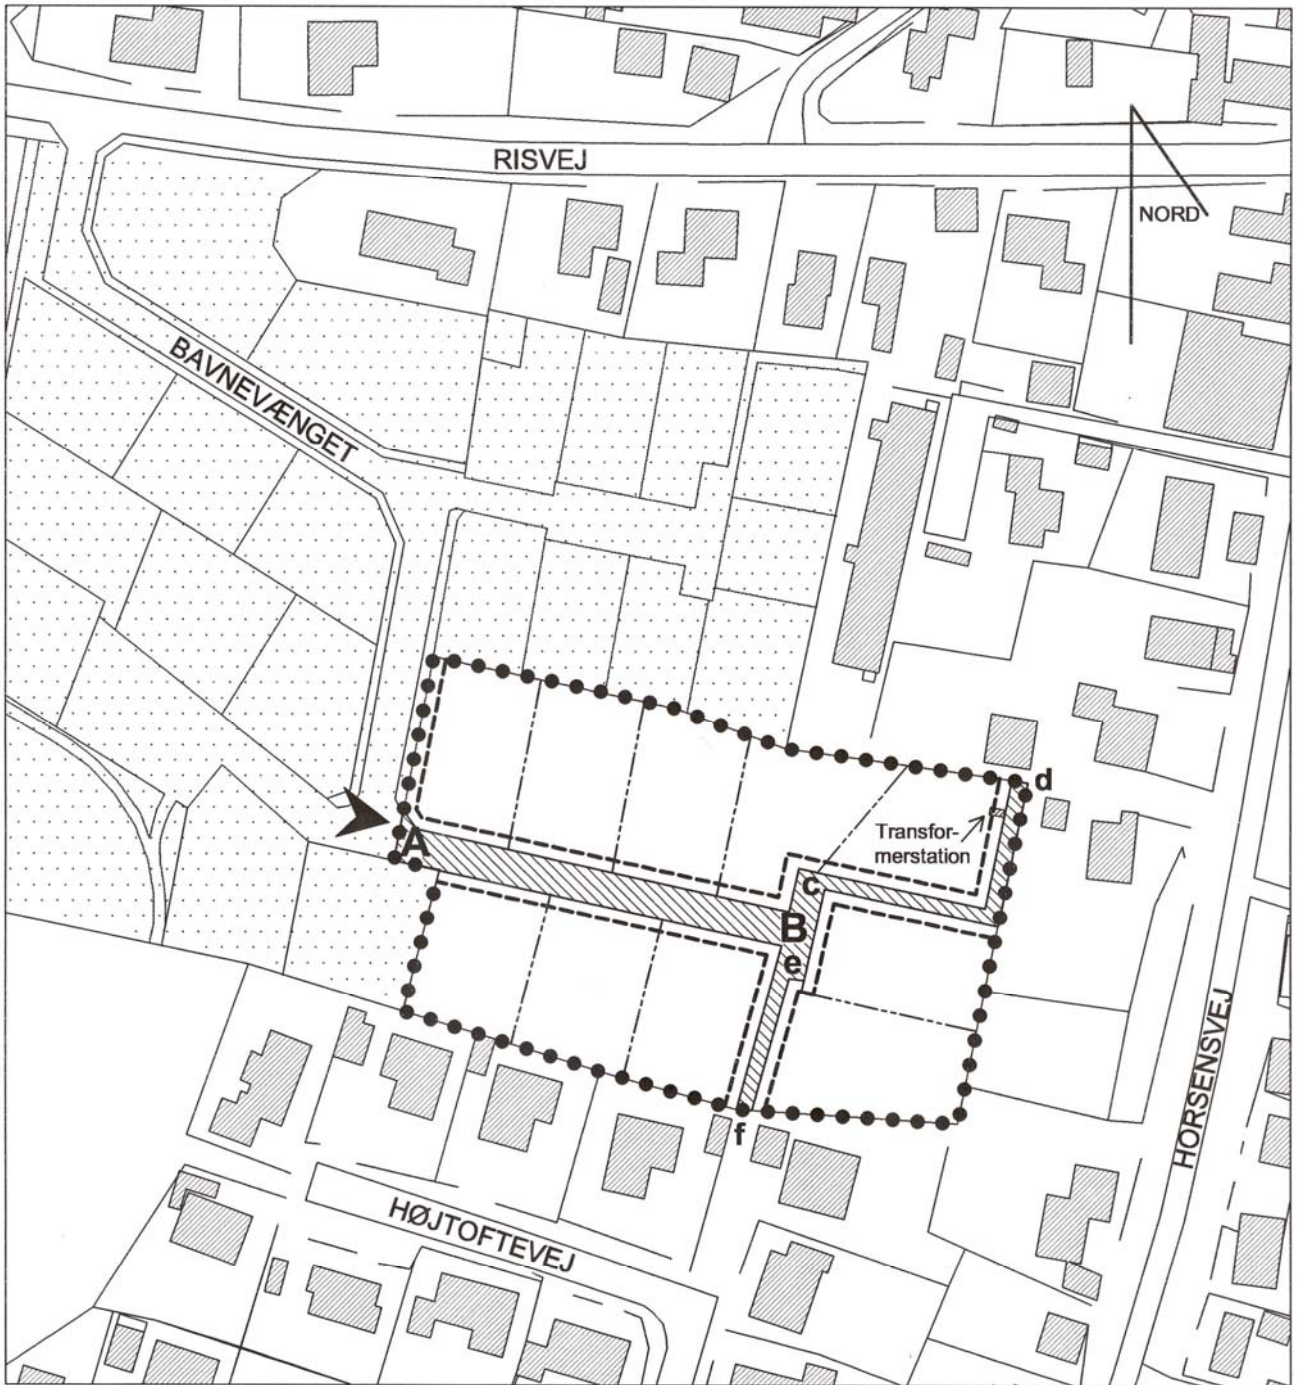 RISVEJ
NORD
BAVNEVÆNGET
d
Transfor-
merstation
A
c
B
e
f
HORSENSVEJ
HØJTOFTEVEJ